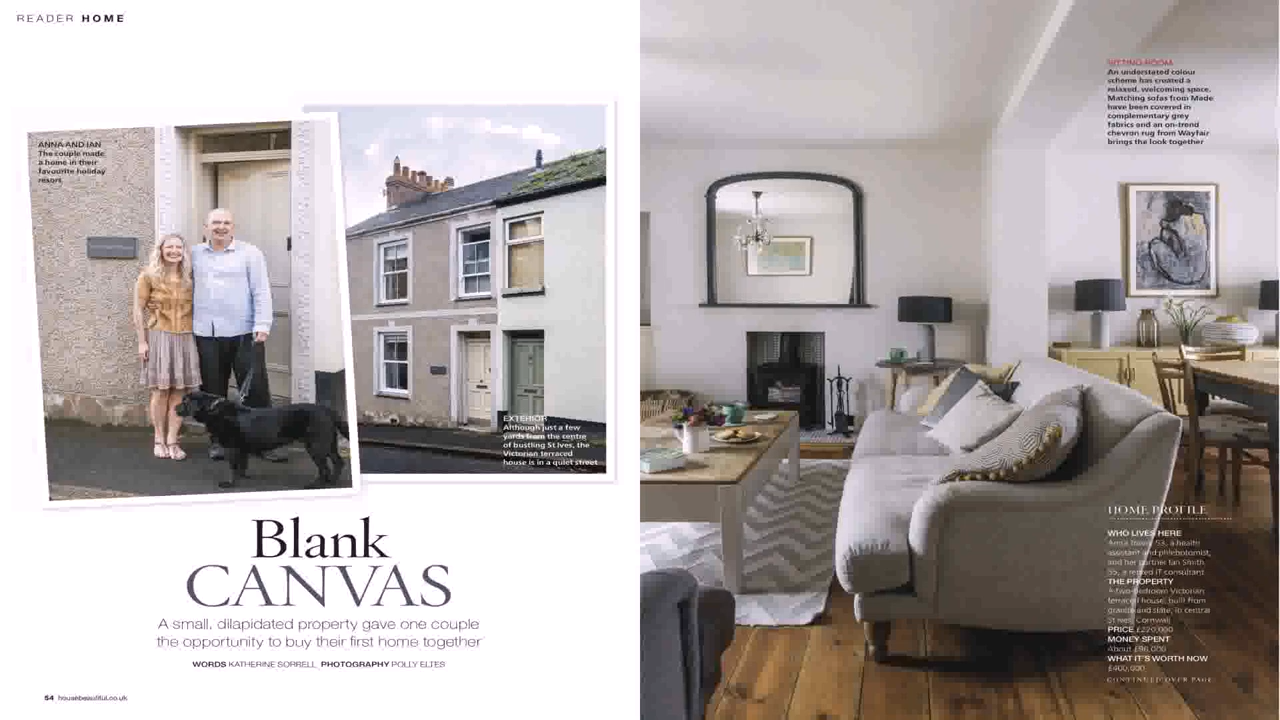 READER HOME
ANNA AND IAN
The couple made
a home in their
favourite holiday
resort
EXTERIOR
Although just a few
yards from the centre
of bustling St Ives, the
Victorian terraced
house is in a quiet street
Blank
CANVAS
A small, dilapidated property gave one couple
the opportunity to buy their first home together
WORDS KATHERINE SORRELL PHOTOGRAPHY POLLY ELTES
54 housebeautiful.co.uk
SITTING ROOM
An understated colour
scheme has created a
relaxed, welcoming space.
Matching sofas from Made
have been covered in
complementary grey
fabrics and an on-trend
chevron rug from Wayfair
brings the look together
HOME PROFILE
WHO LIVES HERE
Anna 53, a health
assistant and phlebotomist,
and her partner Ian Smith
55, a retired IT consultant
THE PROPERTY
A two-bedroom Victorian
terraced house, built from
granite and slate, in central
St Ives, Cornwall
PRICE £220,000
MONEY SPENT
About
WHAT IT'S WORTH NOW
£400,000
CONTINUED OVER PAGE